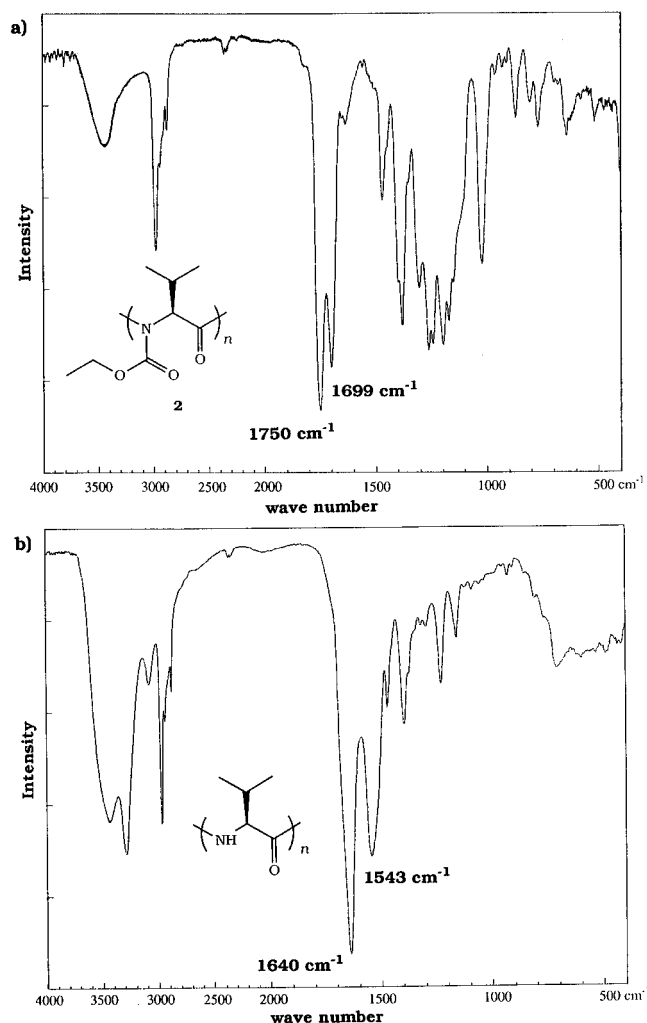 a)
Intensity
N
n
O
O
O
2
1699 cm-1
1750 cm-1
4000 3500 3000 2500 2000 1500 1000 500 cm-1
wave number
b)
Intensity
NH
n
O
1543 cm-1
1640 cm-1
4000 3500 3000 2500 2000 1500 1000 500 400
wave number